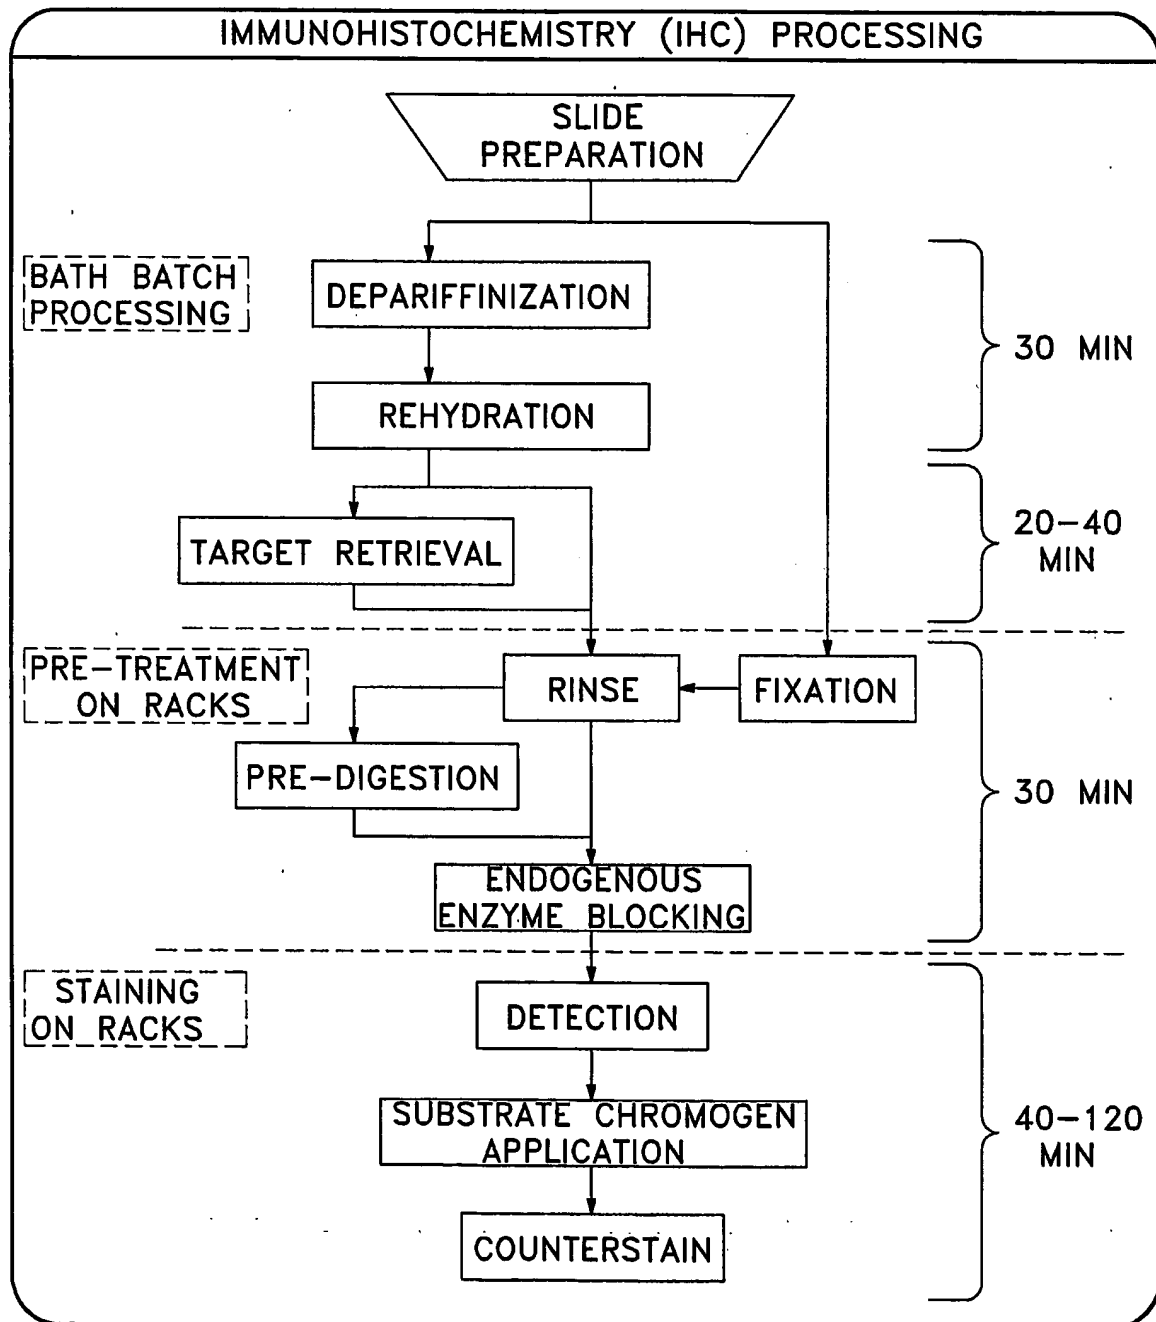 IMMUNOHISTOCHEMISTRY (IHC) PROCESSING
SLIDE
PREPARATION
BATH BATCH
PROCESSING
DEPARIFFINIZATION
30 MIN
REHYDRATION
TARGET RETRIEVAL
20-40
MIN
PRE-TREATMENT
ON RACKS
RINSE
FIXATION
PRE-DIGESTION
30 MIN
ENDOGENOUS
ENZYME BLOCKING
STAINING
ON RACKS
DETECTION
SUBSTRATE CHROMOGEN
APPLICATION
40-120
MIN
COUNTERSTAIN